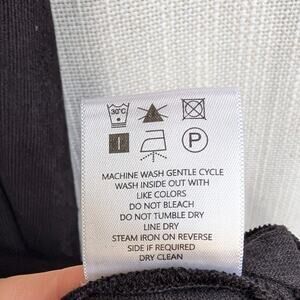 30°C
P
MACHINE WASH GENTLE CYCLE
WASH INSIDE OUT WITH
LIKE COLORS
DO NOT BLEACH
DO NOT TUMBLE DRY
LINE DRY
STEAM IRON ON REVERSE
SIDE IF REQUIRED
DRY CLEAN